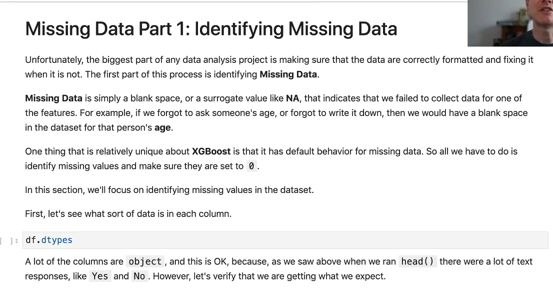 Missing Data Part 1: Identifying Missing Data
Unfortunately, the biggest part of any data analysis project is making sure that the data are correctly formatted and fixing it
when it is not. The first part of this process is identifying Missing Data.
Missing Data is simply a blank space, or a surrogate value like NA, that indicates that we failed to collect data for one of
the features. For example, if we forgot to ask someone's age, or forgot to write it down, then we would have a blank space
in the dataset for that person's age.
One thing that is relatively unique about XGBoost is that it has default behavior for missing data. So all we have to do is
identify missing values and make sure they are set to 0 .
In this section, we'll focus on identifying missing values in the dataset.
First, let's see what sort of data is in each column.
[ ]: df.dtypes
A lot of the columns are object , and this is OK, because, as we saw above when we ran head() there were a lot of text
responses, like Yes and No . However, let's verify that we are getting what we expect.